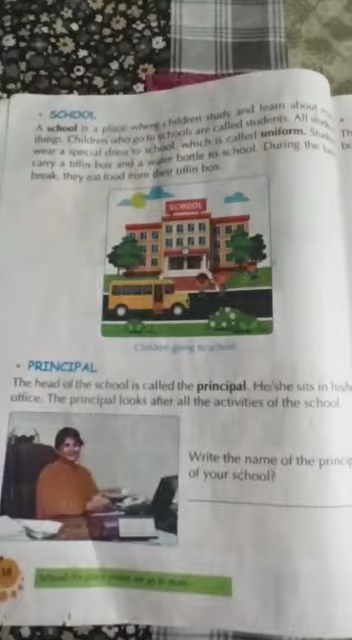 • SCHOOL
A school is a place where children study and learn about
things. Children who go to schools are called students. All
wear a special dress to school, which is called uniform.
carry a tiffin box and a water bottle to school. During the
break, they eat food from their tiffin box.
SCHOOL
Children going to school
• PRINCIPAL
The head of the school is called the principal. He/she sits in
office. The principal looks after all the activities of the school.
Write the name of the
of your school?